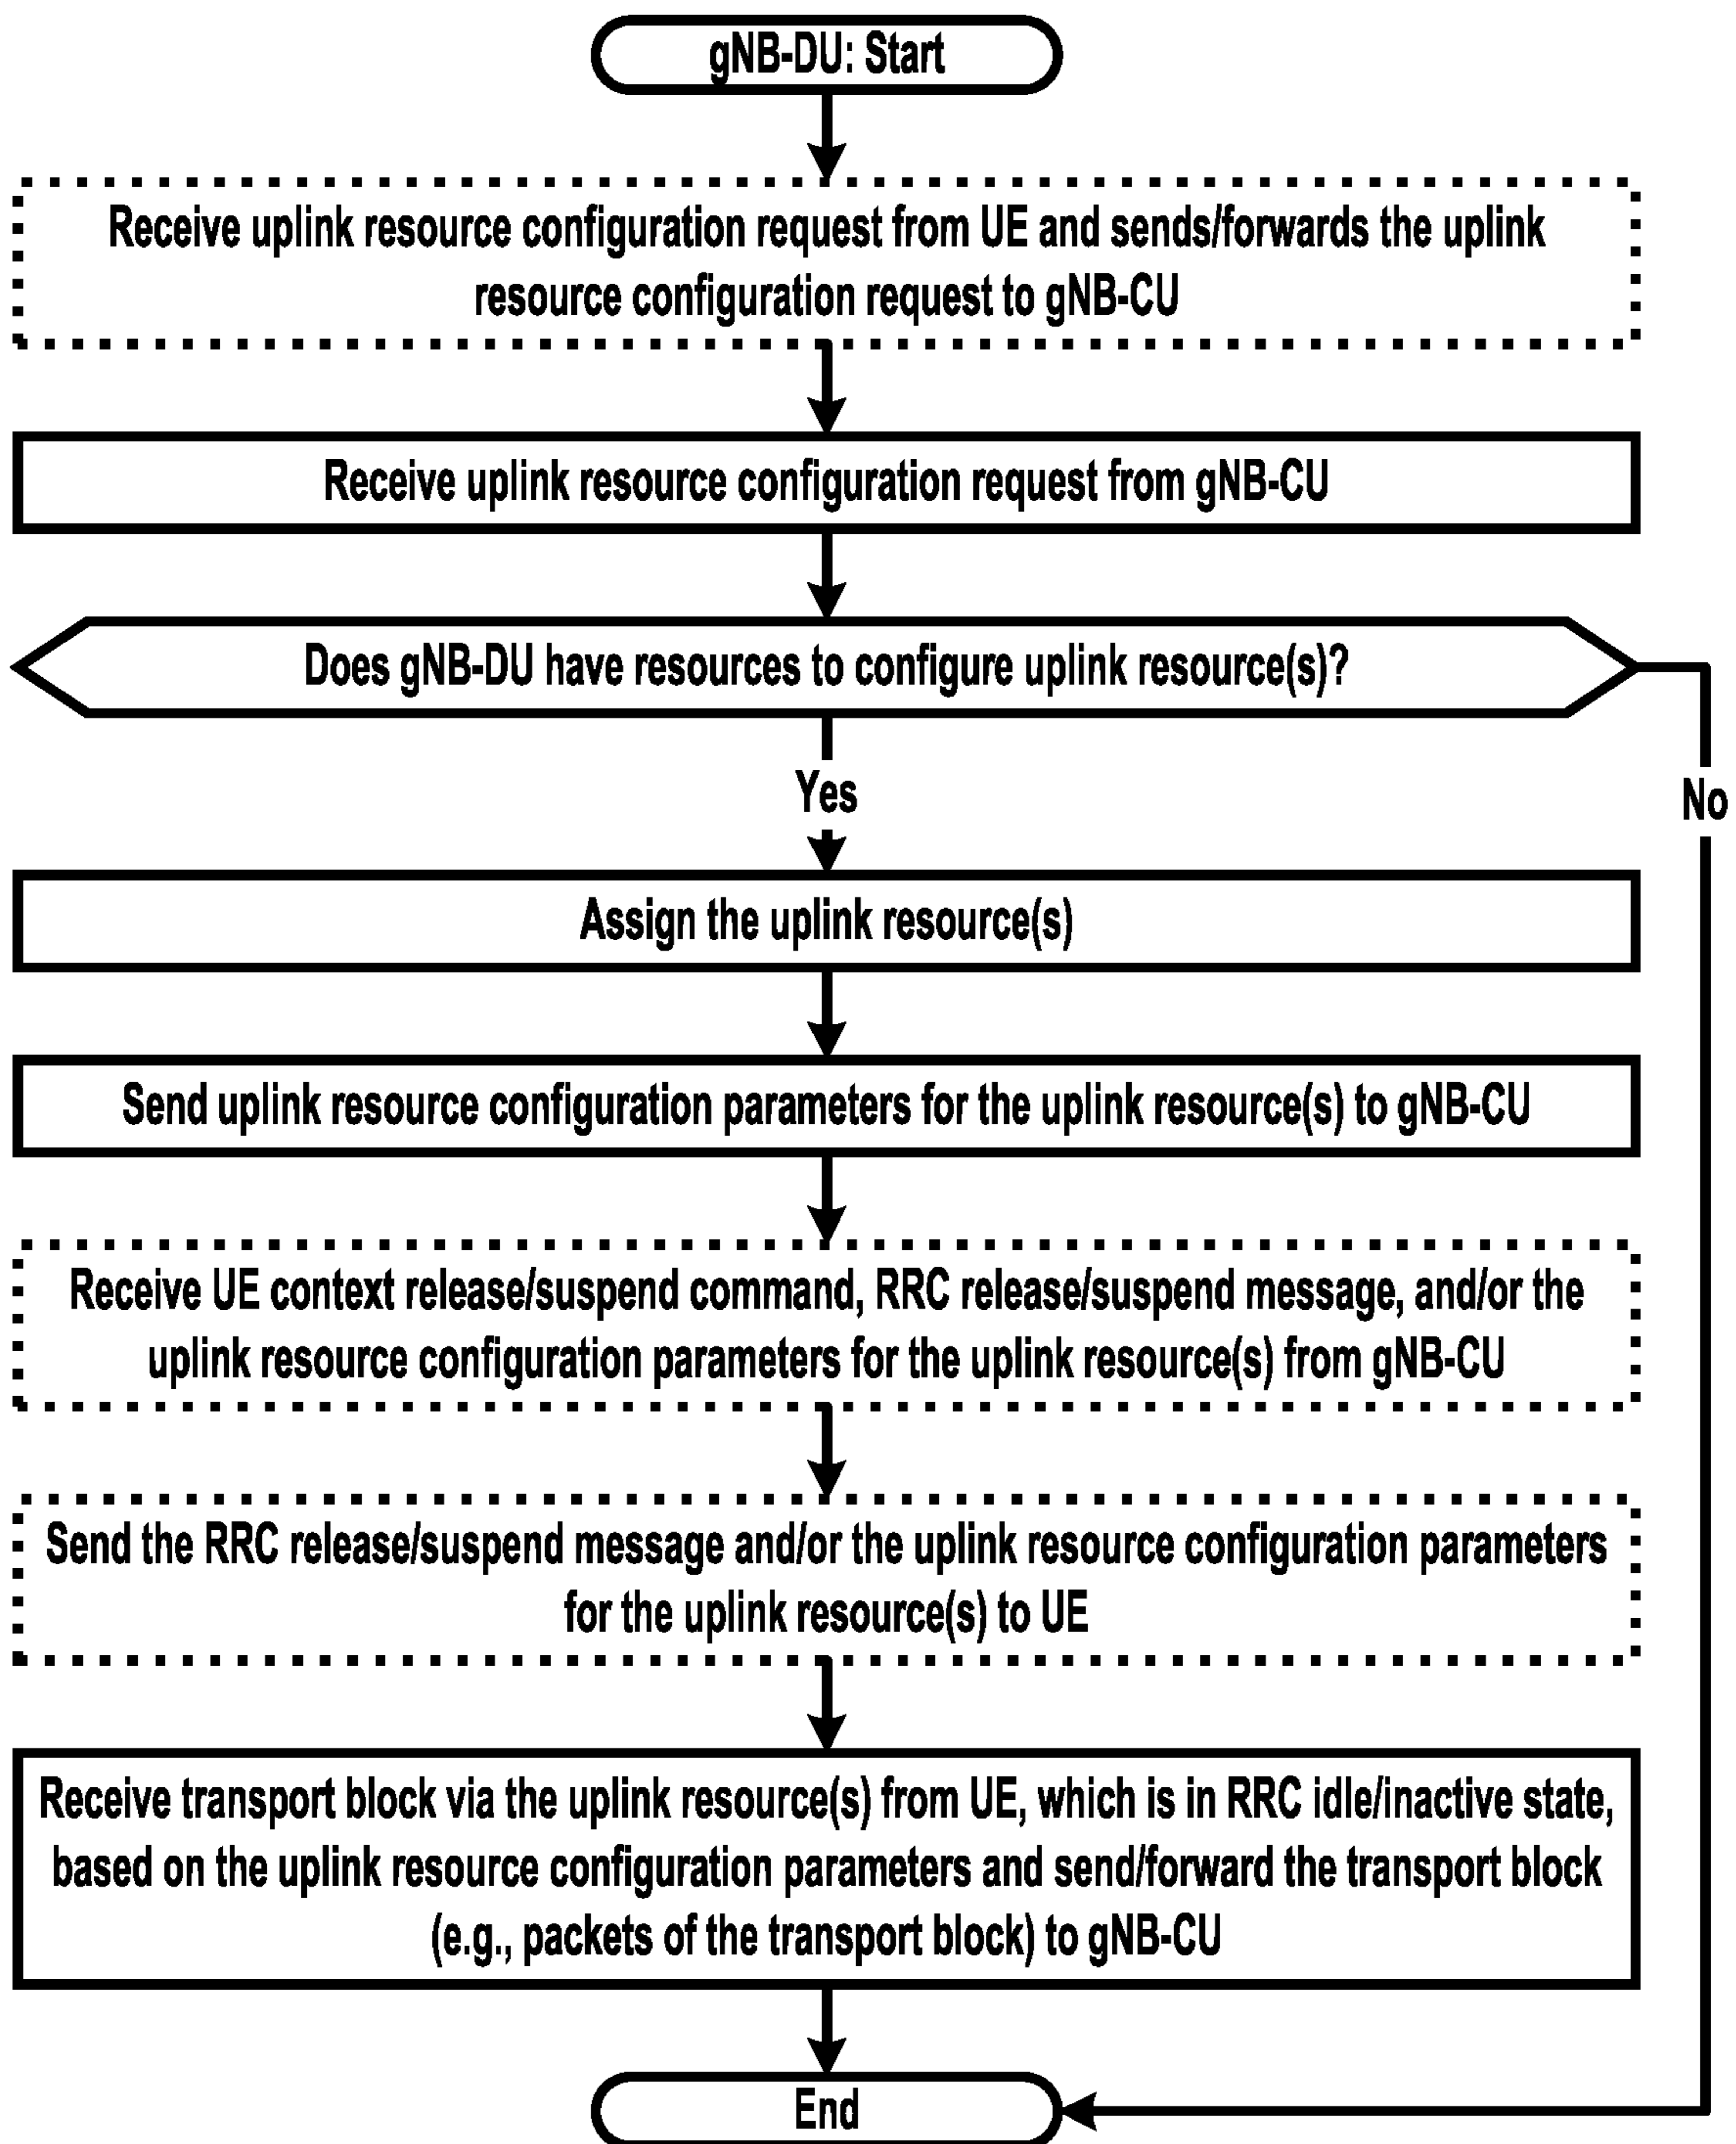 gNB-DU: Start
Receive uplink resource configuration request from UE and sends/forwards the uplink
resource configuration request to gNB-CU
Receive uplink resource configuration request from gNB-CU
Does gNB-DU have resources to configure uplink resource(s)?
Yes
No
Assign the uplink resource(s)
Send uplink resource configuration parameters for the uplink resource(s) to gNB-CU
Receive UE context release/suspend command, RRC release/suspend message, and/or the
uplink resource configuration parameters for the uplink resource(s) from gNB-CU
Send the RRC release/suspend message and/or the uplink resource configuration parameters
for the uplink resource(s) to UE
Receive transport block via the uplink resource(s) from UE, which is in RRC idle/inactive state,
based on the uplink resource configuration parameters and send/forward the transport block
(e.g., packets of the transport block) to gNB-CU
End